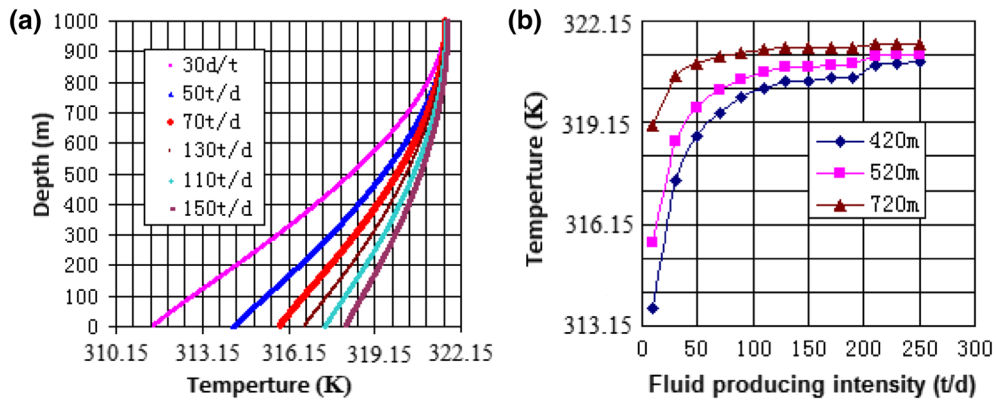 (a)
1000
900
800
700
600
500
400
300
200
100
0
Depth (m)
30d/t
50t/d
70t/d
130t/d
110t/d
150t/d
310.15 313.15 316.15 319.15 322.15
Temperture (K)
(b)
322.15
319.15
316.15
313.15
Temperture (K)
420m
520m
720m
0 50 100 150 200 250 300
Fluid producing intensity (t/d)